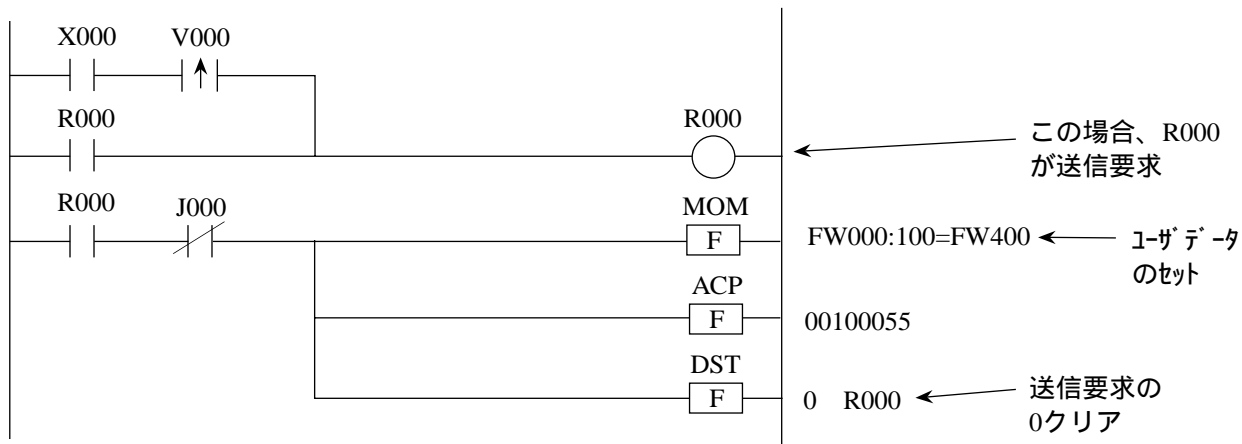 X000 V000
R000 R000
この場合、R000
が送信要求
R000 J000 MOM
F FW000:100=FW400 ﾕｰｻﾞﾃﾞｰﾀ
のｾｯﾄ
ACP
F 00100055
DST
F 0 R000 送信要求の
0クリア